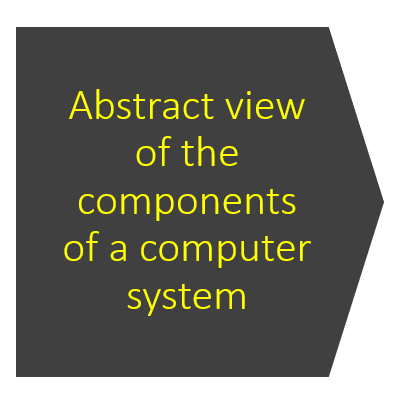 Abstract view
of the
components
of a computer
system